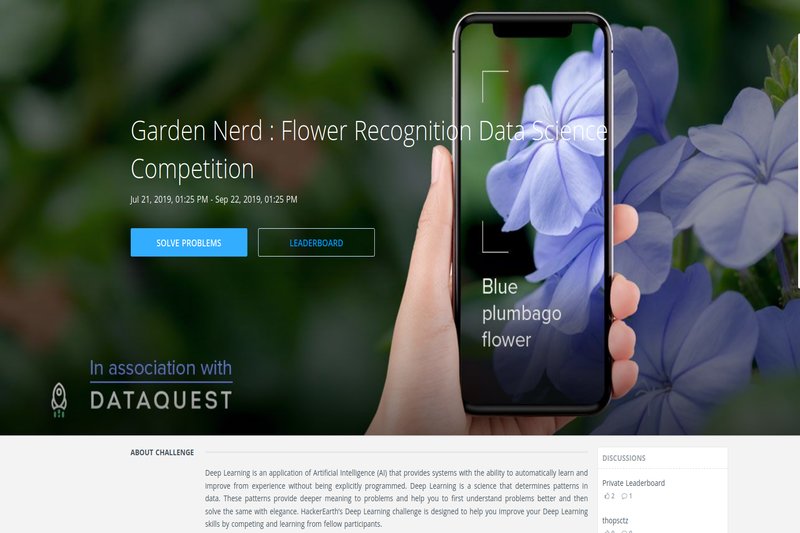 Garden Nerd : Flower Recognition Data Science
Competition
Jul 21, 2019, 01:25 PM - Sep 22, 2019, 01:25 PM
SOLVE PROBLEMS
LEADERBOARD
Blue
plumbago
flower
In association with
DATAQUEST
ABOUT CHALLENGE
Deep Learning is an application of Artificial Intelligence (AI) that provides systems with the ability to automatically learn and
improve from experience without being explicitly programmed. Deep Learning is a science that determines patterns in
data. These patterns provide deeper meaning to problems and help you to first understand problems better and then
solve the same with elegance. HackerEarth's Deep Learning challenge is designed to help you improve your Deep Learning
skills by competing and learning from fellow participants.
DISCUSSIONS
Private Leaderboard
2 1
thopsctz